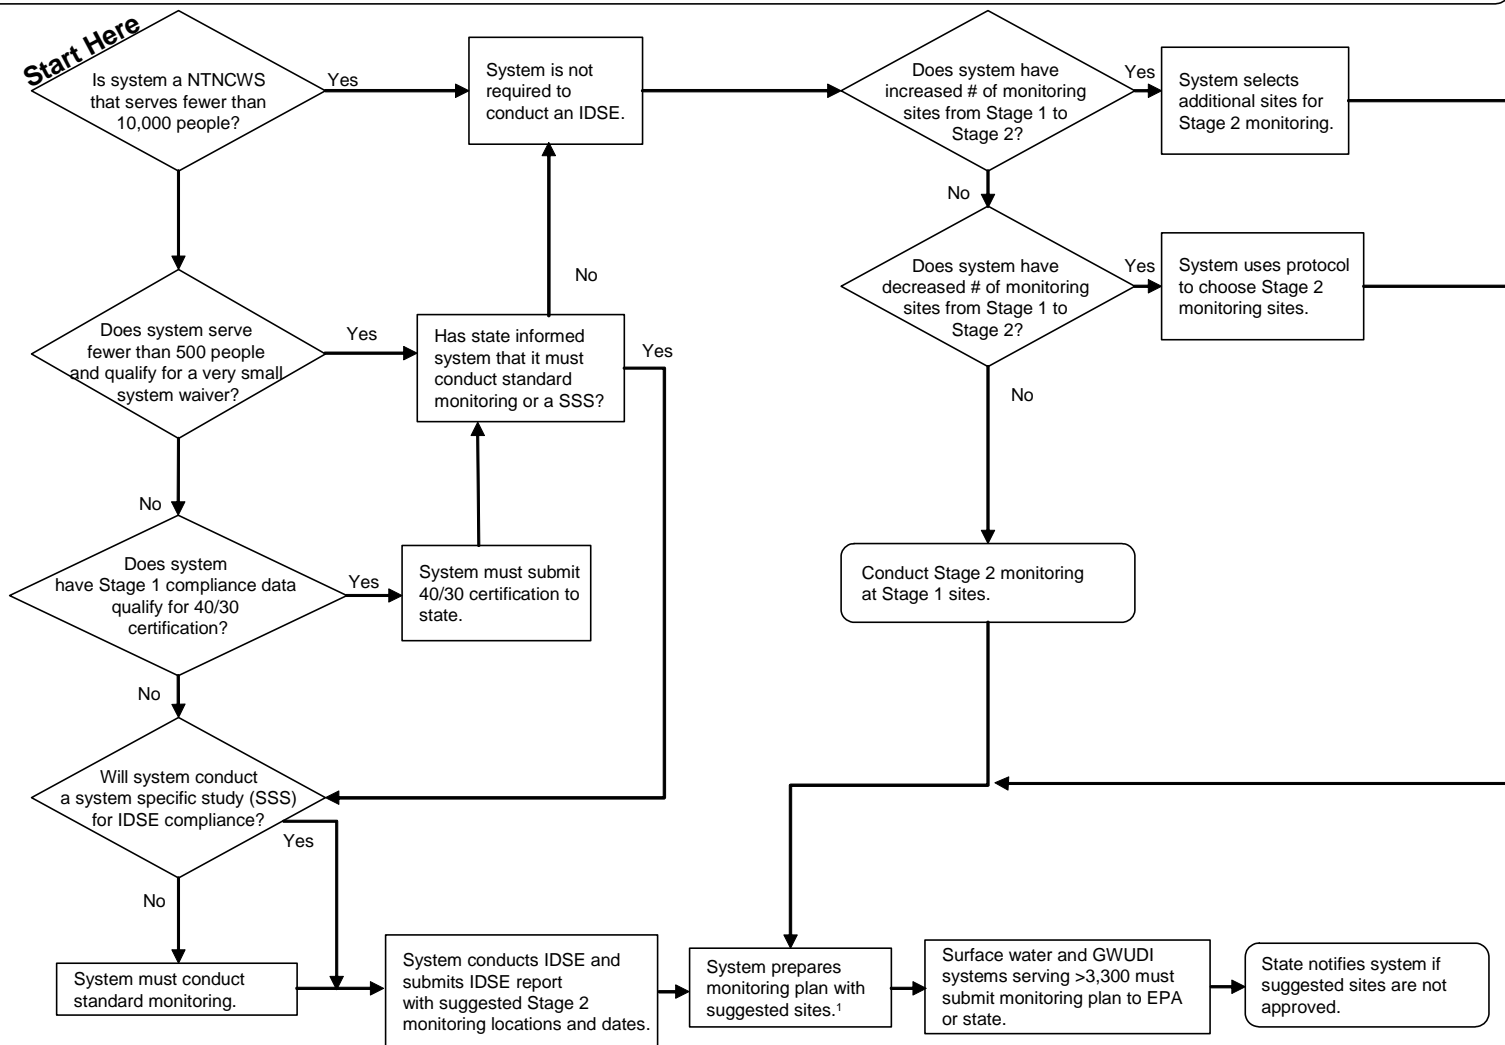 Start Here
Is system a NTNCWS
that serves fewer than
10,000 people?
Yes
System is not
required to
conduct an IDSE.
Does system have
increased # of monitoring
sites from Stage 1 to
Stage 2?
Yes
System selects
additional sites for
Stage 2 monitoring.
No
Does system have
decreased # of monitoring
sites from Stage 1 to
Stage 2?
Yes
System uses protocol
to choose Stage 2
monitoring sites.
No
No
Does system serve
fewer than 500 people
and qualify for a very small
system waiver?
Yes
Has state informed
system that it must
conduct standard
monitoring or a SSS?
Yes
No
Does system
have Stage 1 compliance data
qualify for 40/30
certification?
Yes
System must submit
40/30 certification to
state.
Conduct Stage 2 monitoring
at Stage 1 sites.
No
Will system conduct
a system specific study (SSS)
for IDSE compliance?
Yes
No
System must conduct
standard monitoring.
System conducts IDSE and
submits IDSE report
with suggested Stage 2
monitoring locations and dates.
System prepares
monitoring plan with
suggested sites.¹
Surface water and GWUDI
systems serving >3,300 must
submit monitoring plan to EPA
or state.
State notifies system if
suggested sites are not
approved.